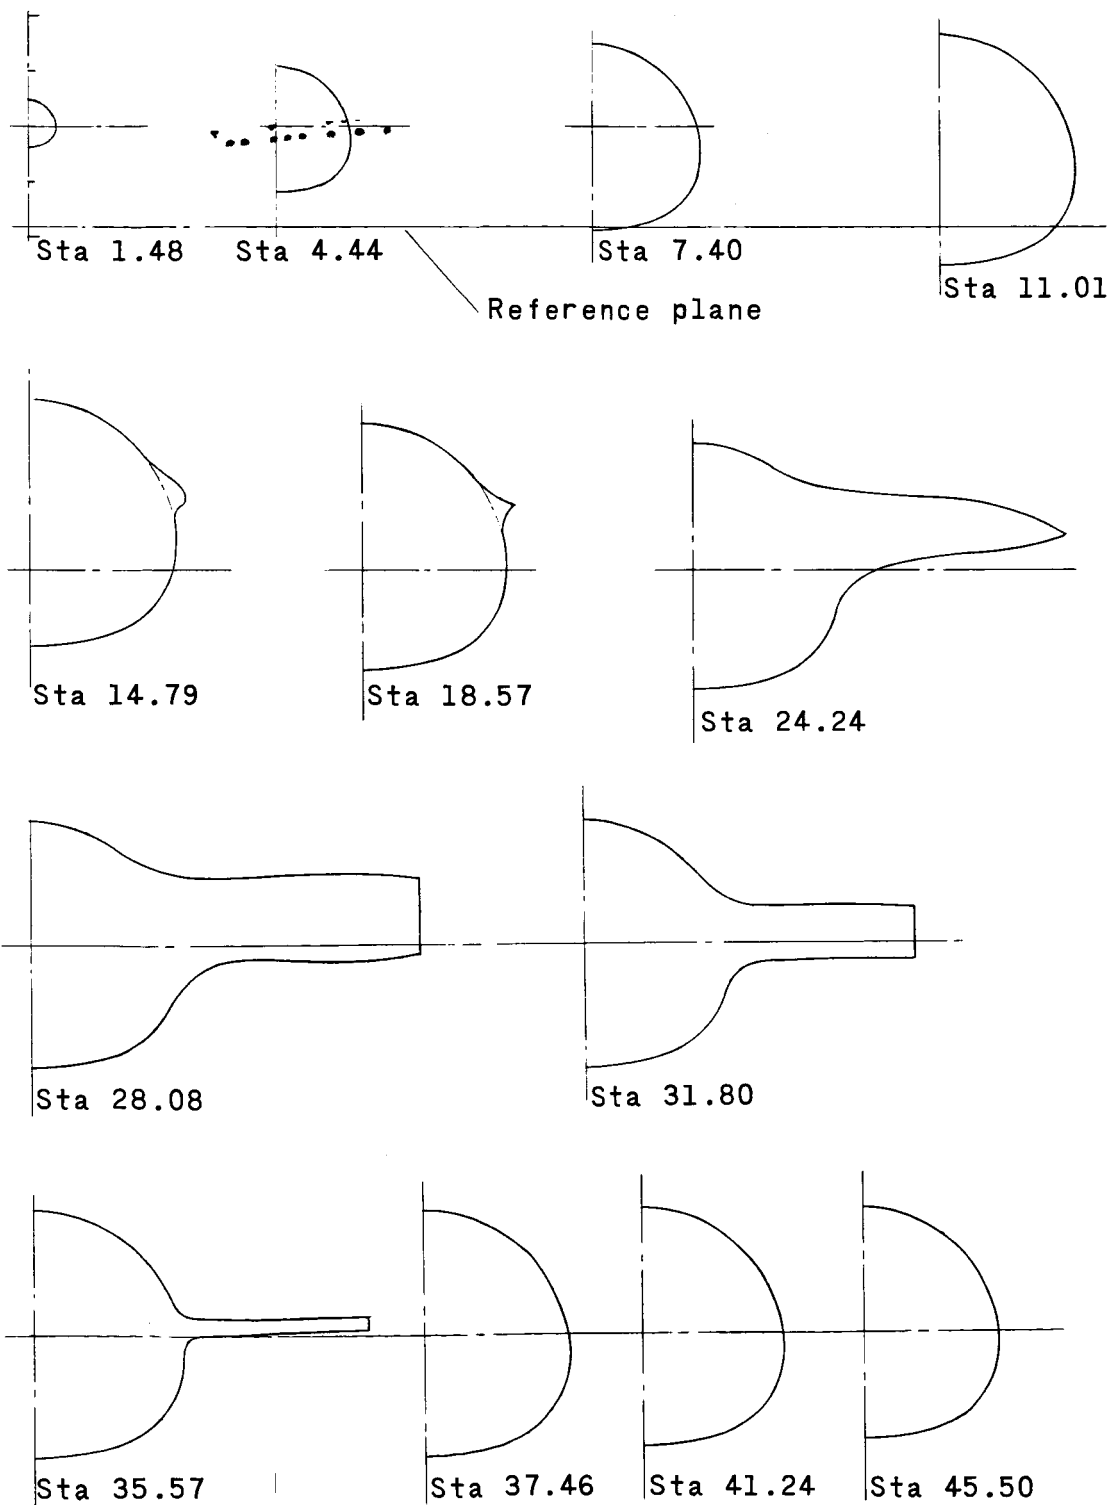 Sta 1.48
Sta 4.44
Sta 7.40
Sta 11.01
Reference plane
Sta 14.79
Sta 18.57
Sta 24.24
Sta 28.08
Sta 31.80
Sta 35.57
Sta 37.46
Sta 41.24
Sta 45.50